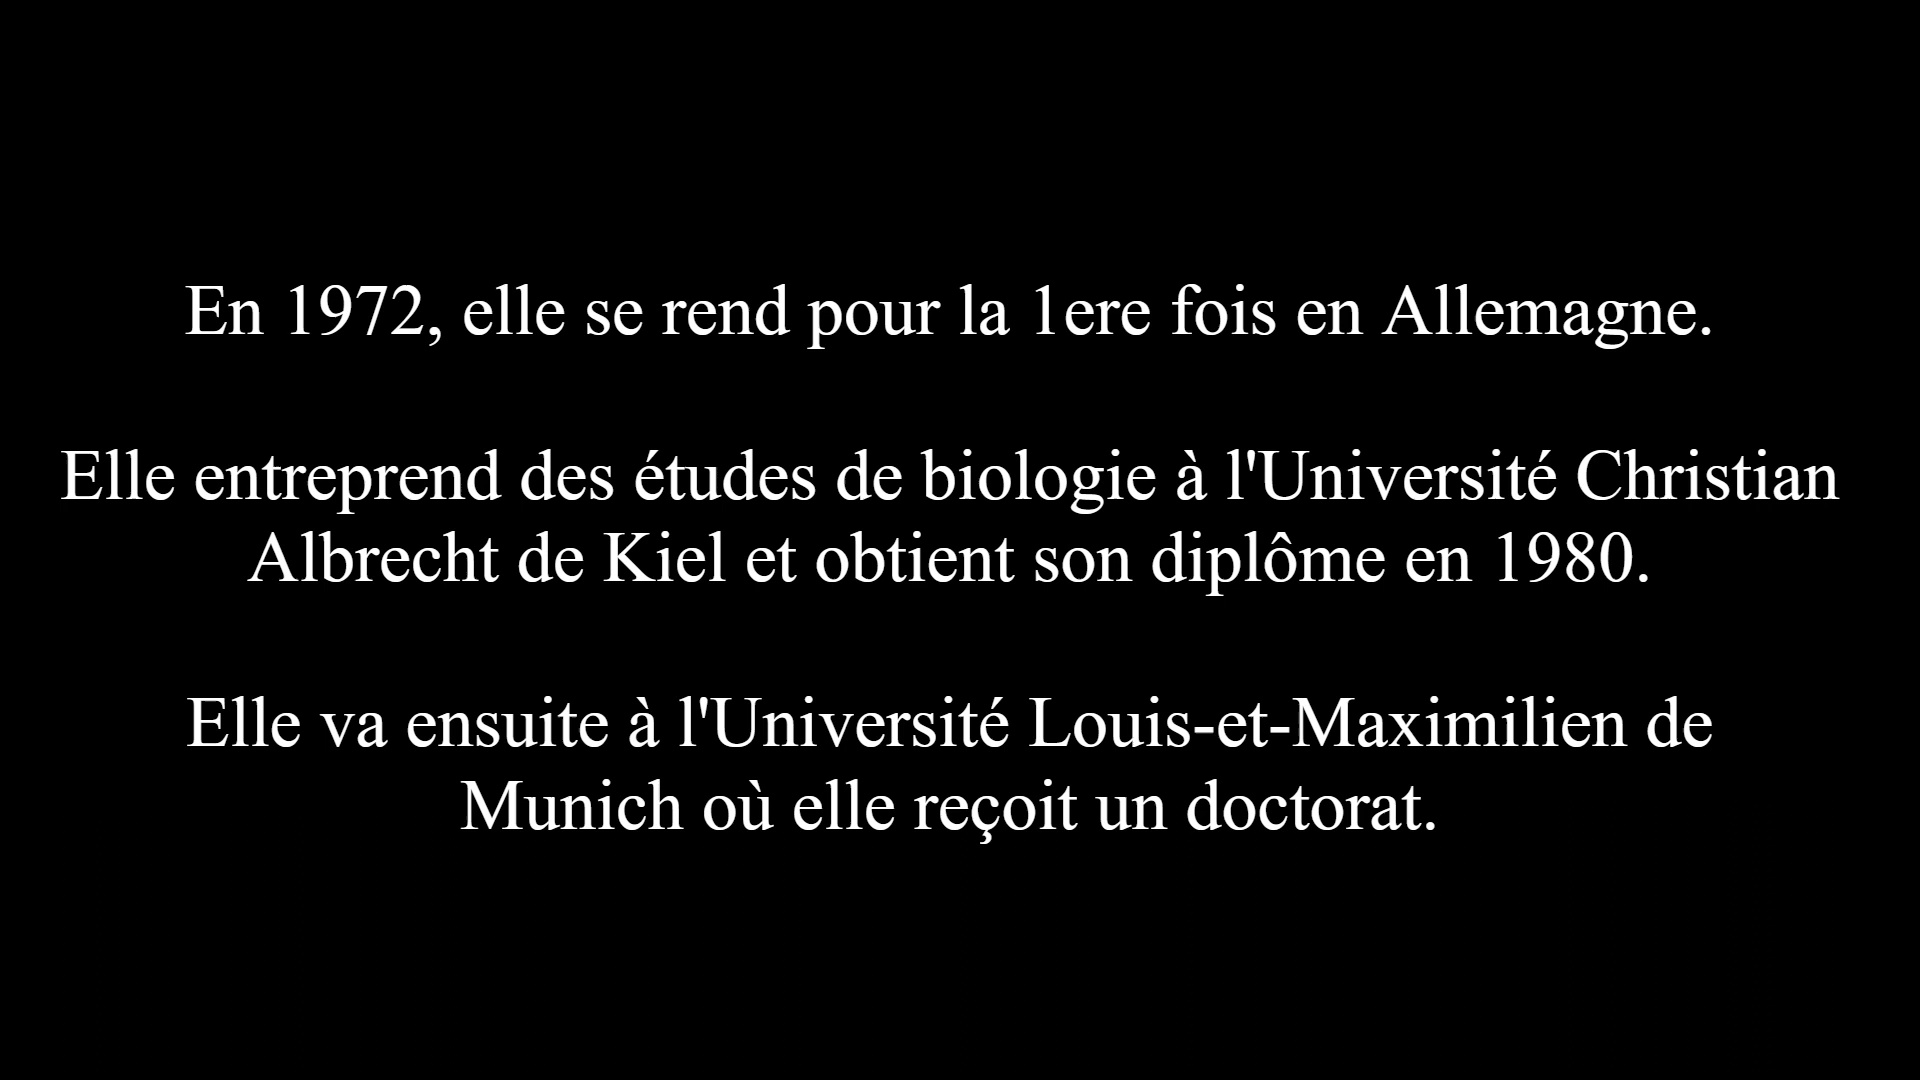 En 1972, elle se rend pour la 1ere fois en Allemagne.
Elle entreprend des études de biologie à l'Université Christian
Albrecht de Kiel et obtient son diplôme en 1980.
Elle va ensuite à l'Université Louis-et-Maximilien de
Munich où elle reçoit un doctorat.